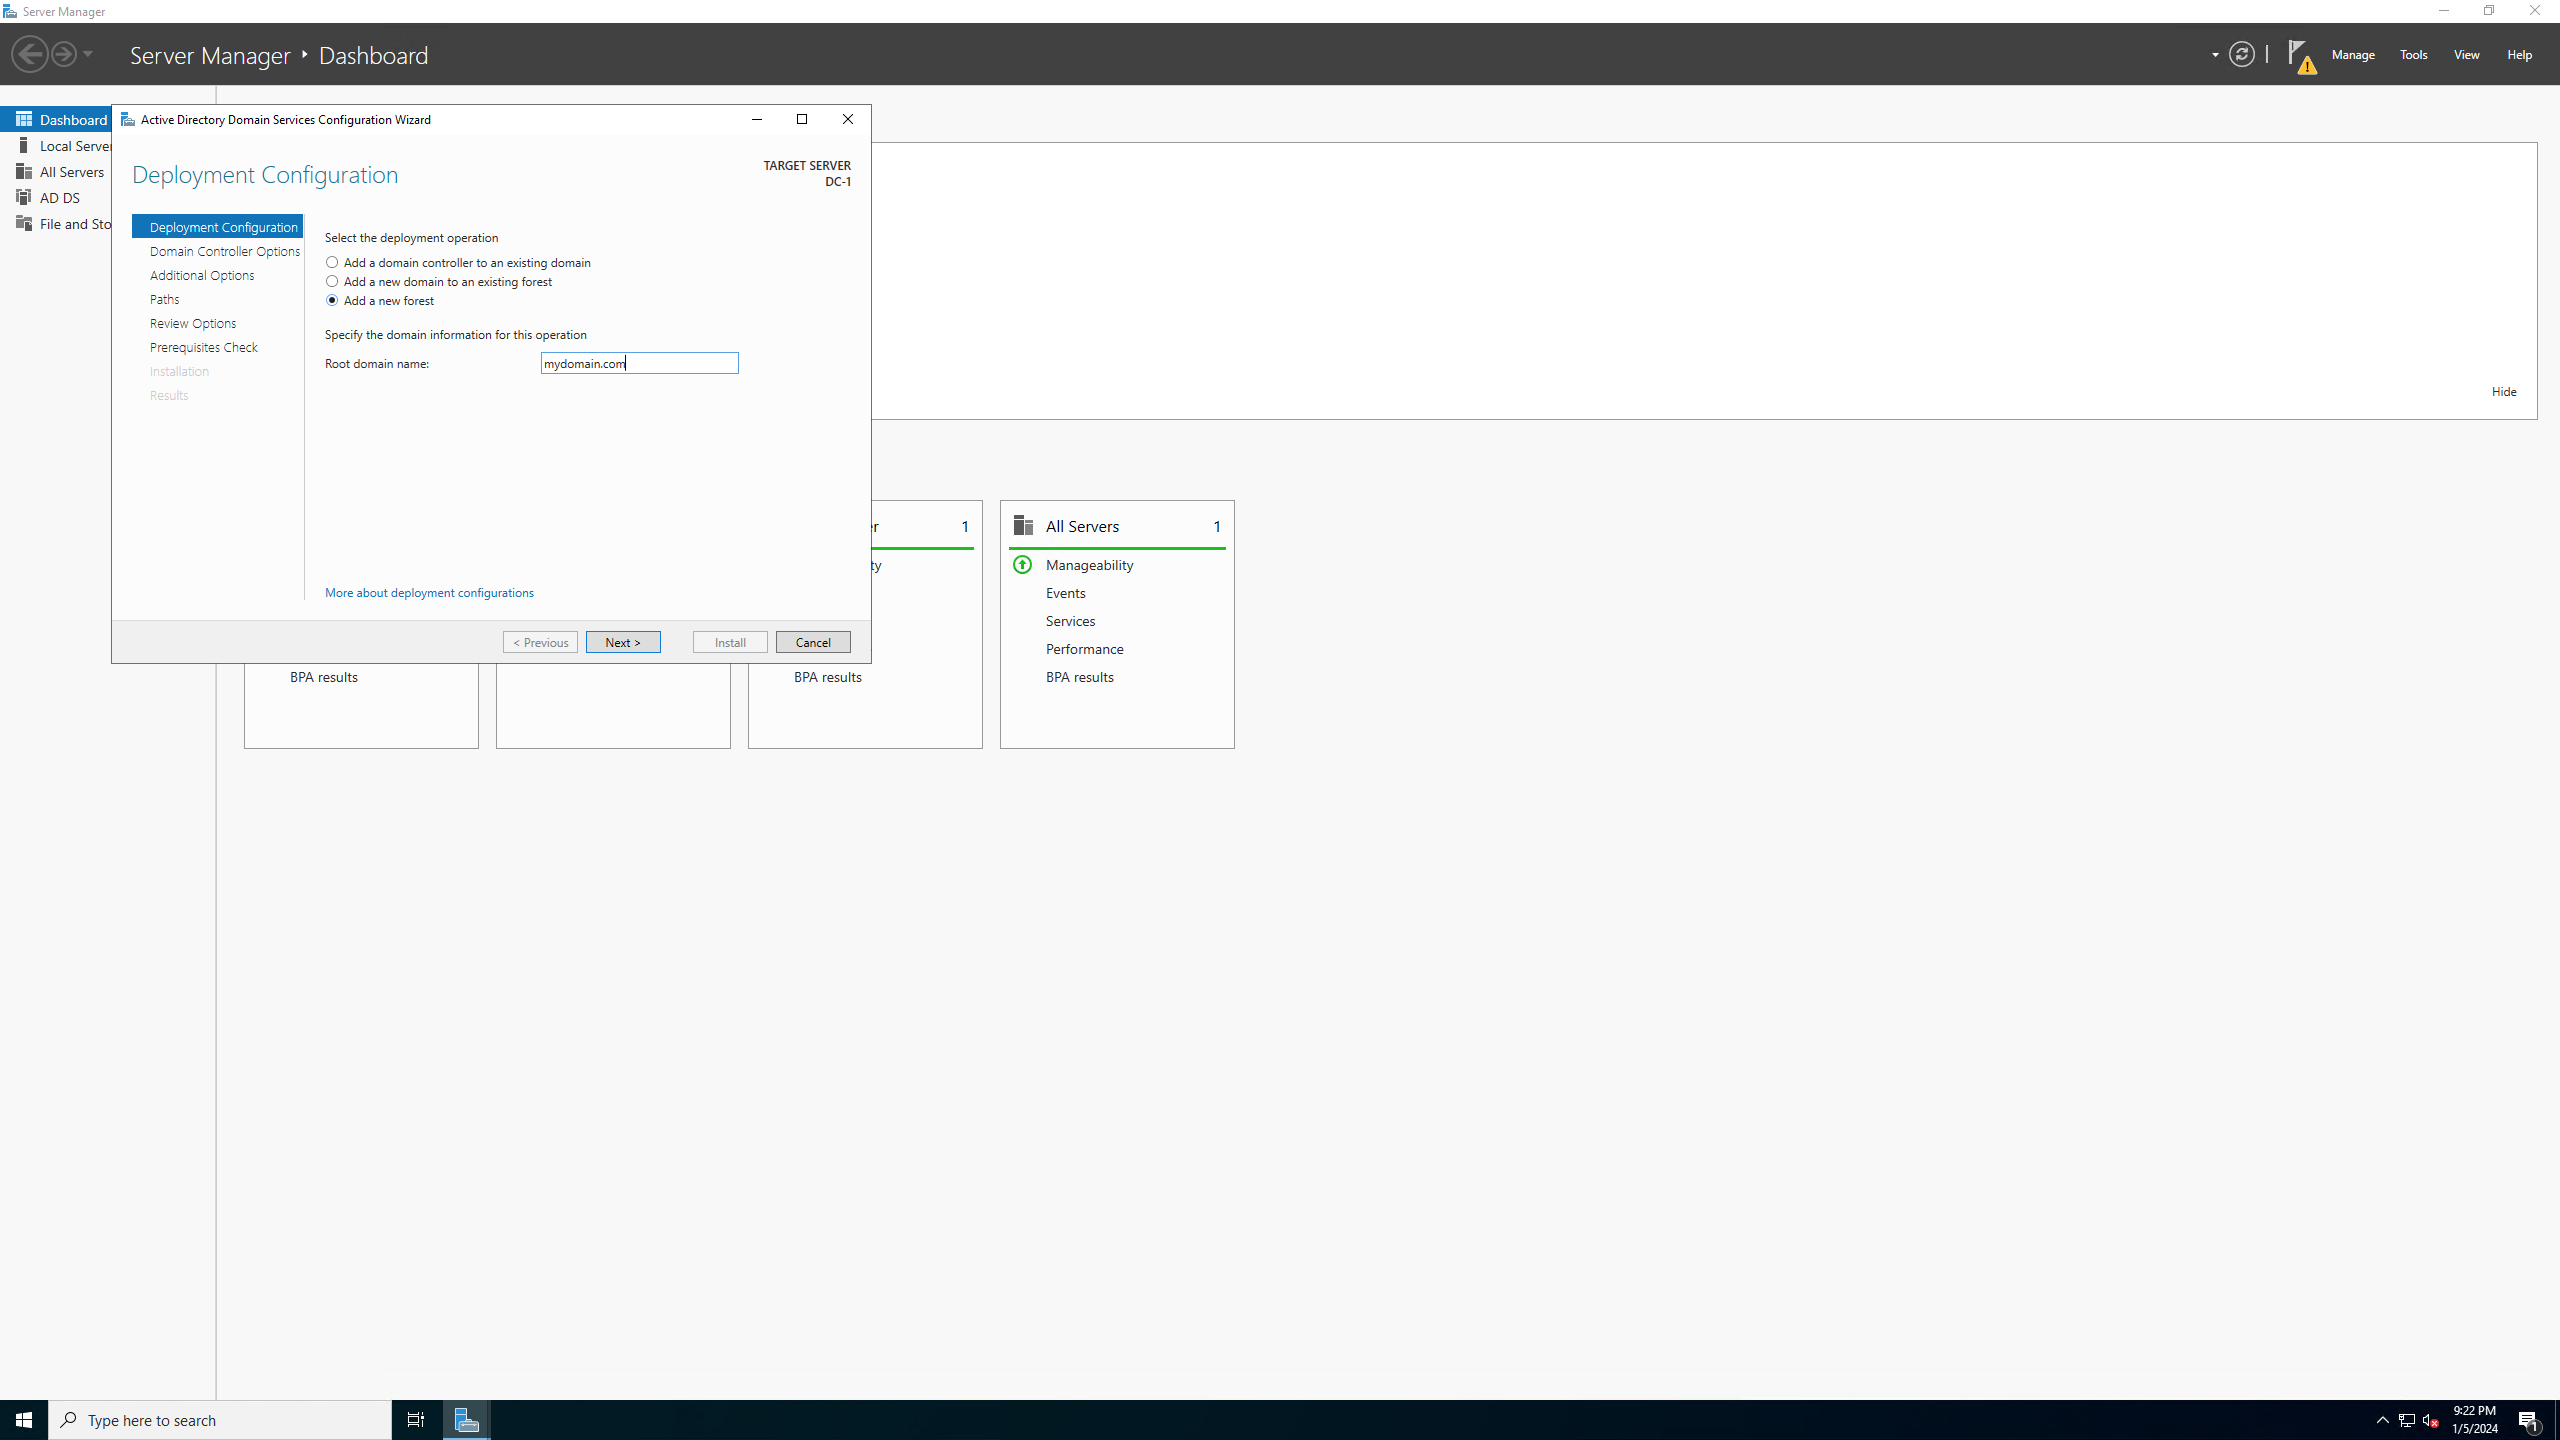 Server Manager
Server Manager ‣ Dashboard
Manage Tools View Help
Dashboard
Local Server
All Servers
AD DS
File and Sto
Active Directory Domain Services Configuration Wizard
Deployment Configuration
TARGET SERVER
DC-1
Deployment Configuration
Domain Controller Options
Additional Options
Paths
Review Options
Prerequisites Check
Installation
Results
Select the deployment operation
Add a domain controller to an existing domain
Add a new domain to an existing forest
Add a new forest
Specify the domain information for this operation
Root domain name: mydomain.com
More about deployment configurations
< Previous Next > Install Cancel
Hide
er 1
ty
BPA results
BPA results
All Servers 1
Manageability
Events
Services
Performance
BPA results
Type here to search
9:22 PM
1/5/2024
1